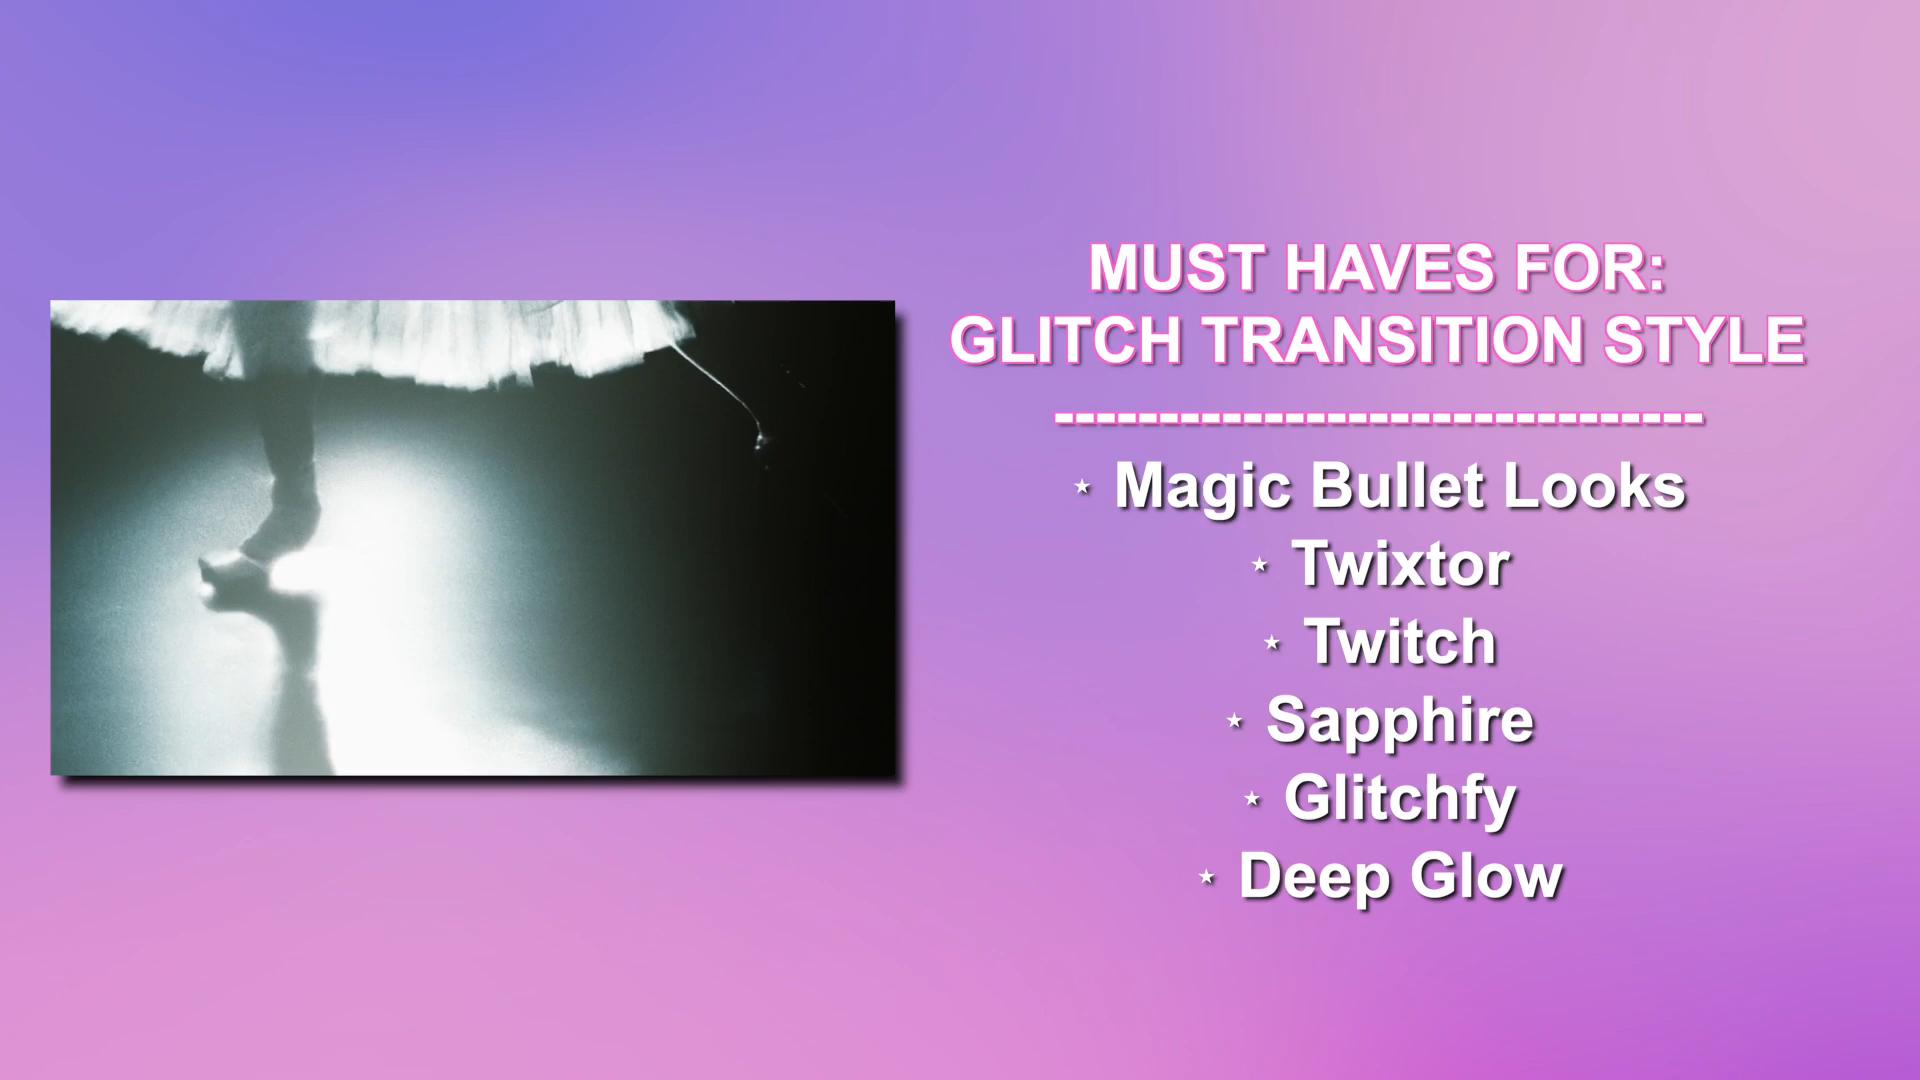 MUST HAVES FOR:
GLITCH TRANSITION STYLE
-------------------------------
⋆ Magic Bullet Looks
⋆ Twixtor
⋆ Twitch
⋆ Sapphire
⋆ Glitchfy
⋆ Deep Glow